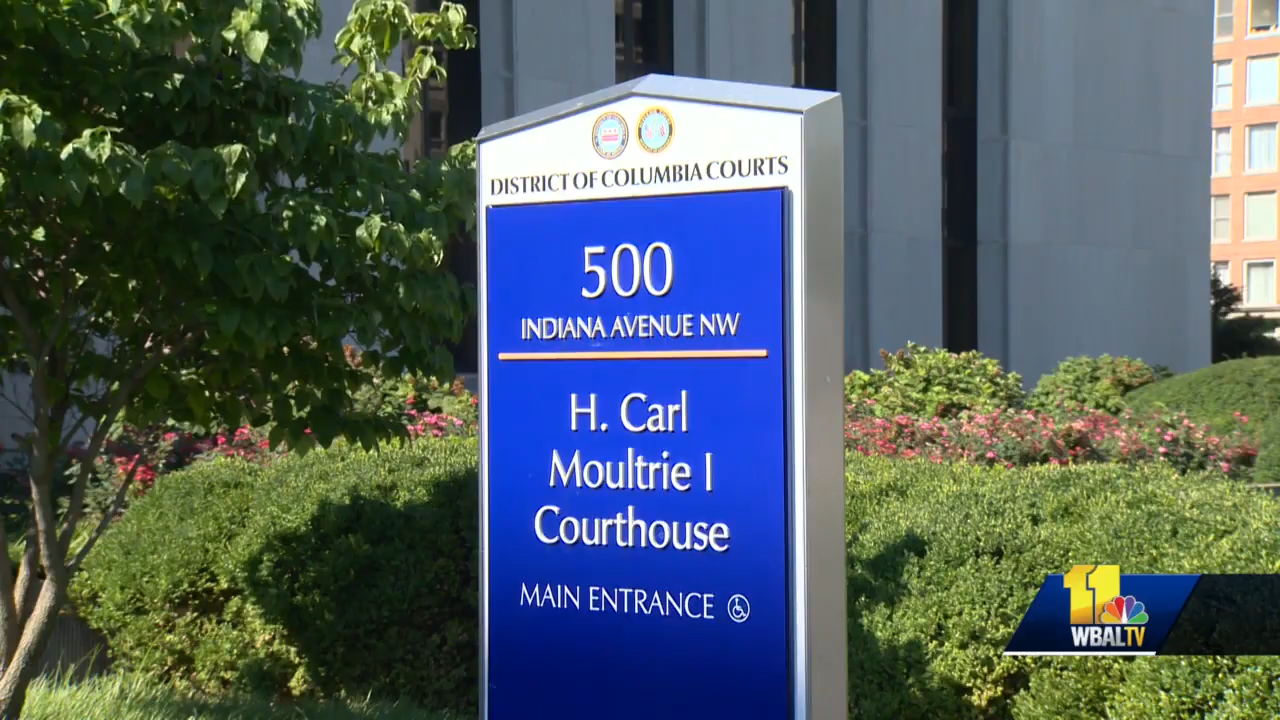 DISTRICT OF COLUMBIA COURTS
500
INDIANA AVENUE NW
H. Carl
Moultrie I
Courthouse
MAIN ENTRANCE
11
WBALTV